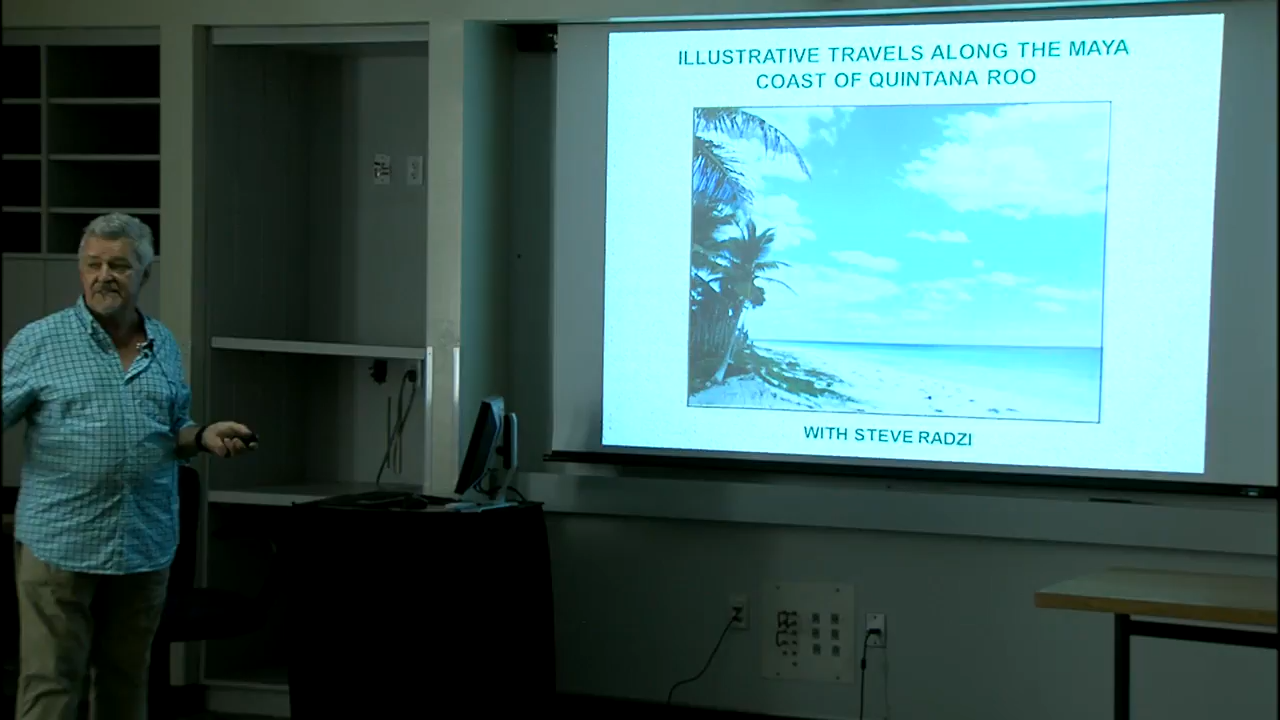 ILLUSTRATIVE TRAVELS ALONG THE MAYA
COAST OF QUINTANA ROO
WITH STEVE RADZI